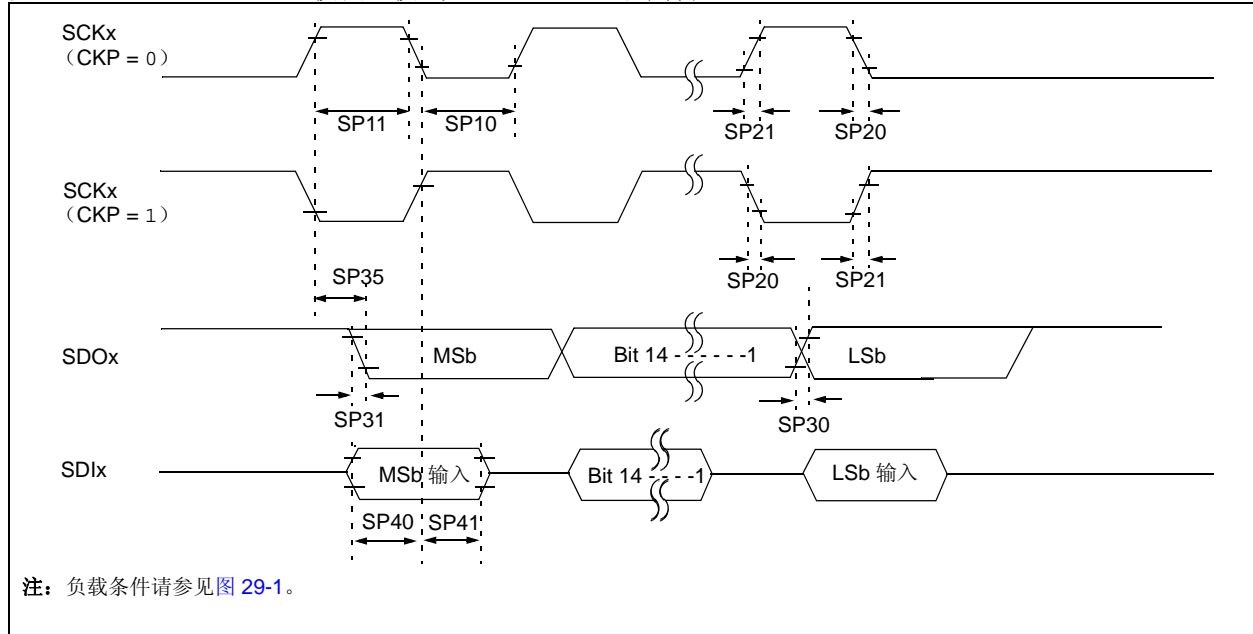 SCKx
（CKP = 0）
SP11
SP10
SP21
SP20
SCKx
（CKP = 1）
SP20
SP21
SP35
SDOx
MSb
Bit 14 - - - - - -1
LSb
SP31
SP30
SDIx
MSb 输入
Bit 14 - - - - -1
LSb 输入
SP40
SP41
注：负载条件请参见图 29-1。